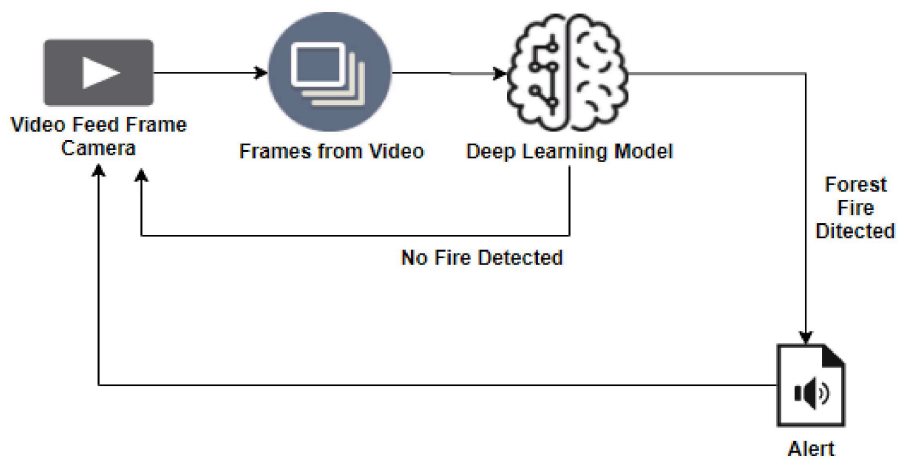 Video Feed Frame
Camera
Frames from Video
Deep Learning Model
Forest
Fire
Ditected
No Fire Detected
Alert